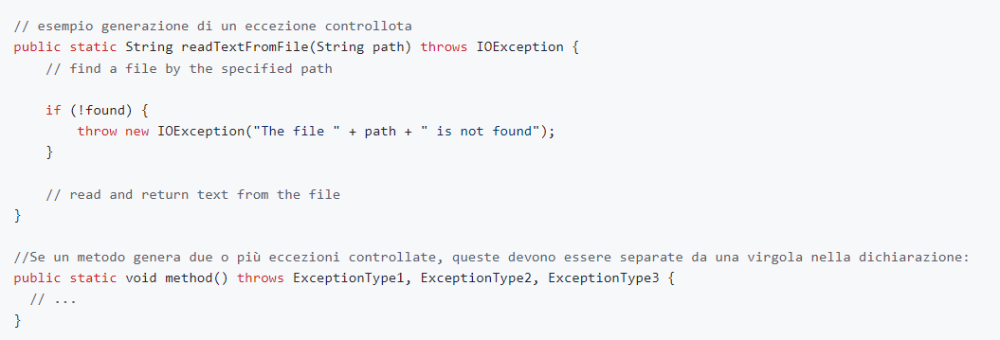 // esempio generazione di un eccezione controllota
public static String readTextFromFile(String path) throws IOException {
    // find a file by the specified path

    if (!found) {
        throw new IOException("The file " + path + " is not found");
    }

    // read and return text from the file
}

//Se un metodo genera due o più eccezioni controllate, queste devono essere separate da una virgola nella dichiarazione:
public static void method() throws ExceptionType1, ExceptionType2, ExceptionType3 {
  // ...
}